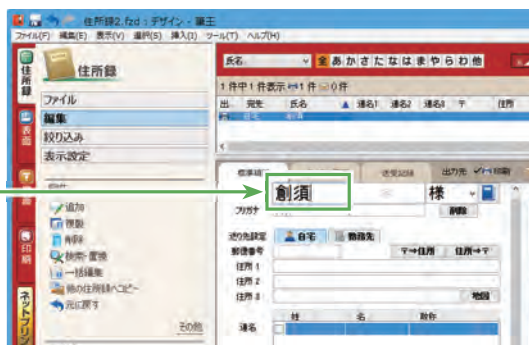 住所録2.fzd：デザイン - 筆王
ファイル(F) 編集(E) 表示(V) 選択(S) 挿入(I) ツール(T) ヘルプ(H)
住所録
住所録
氏名
全 あ か さ た な は ま や ら わ 他
ファイル
編集
絞り込み
表示設定
1件中1件表示 1件 0件
出. 宛先 氏名 連名1 連名2 連名3 〒 住所
自宅 創須
表面
追加
複製
削除
検索・置換
一括編集
他の住所録へコピー
元に戻す
その他
印刷
ネットプリン
送受記録 出力先 印刷
創須 様
フリガナ 削除
送り先設定 自宅 勤務先
郵便番号 〒→住所 住所→〒
住所1
住所2
住所3 地図
連名 姓 名 敬称